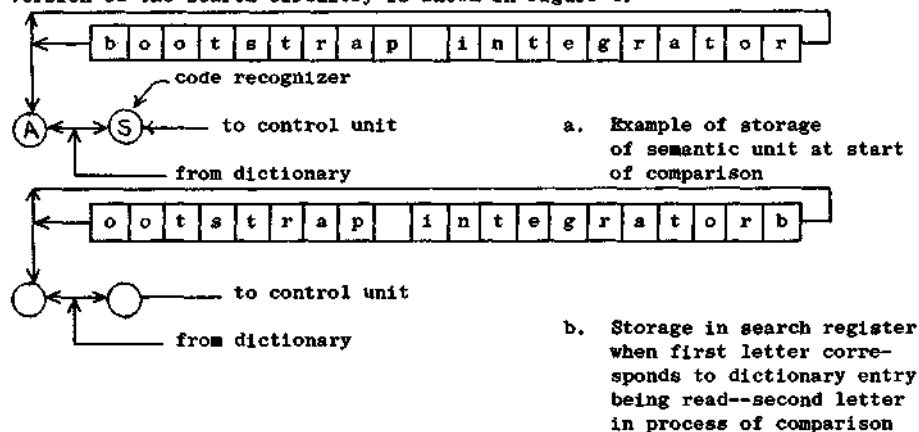 version of the search circuitry is shown in Figure
b o o t s t r a p i n t e g r a t o r
code recognizer
A S to control unit
from dictionary
a. Example of storage
of semantic unit at start
of comparison
o o t s t r a p i n t e g r a t o r b
to control unit
from dictionary
b. Storage in search register
when first letter corre-
sponds to dictionary entry
being read--second letter
in process of comparison